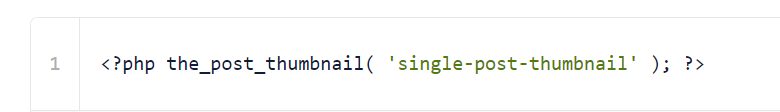 1 <?php the_post_thumbnail( 'single-post-thumbnail' ); ?>